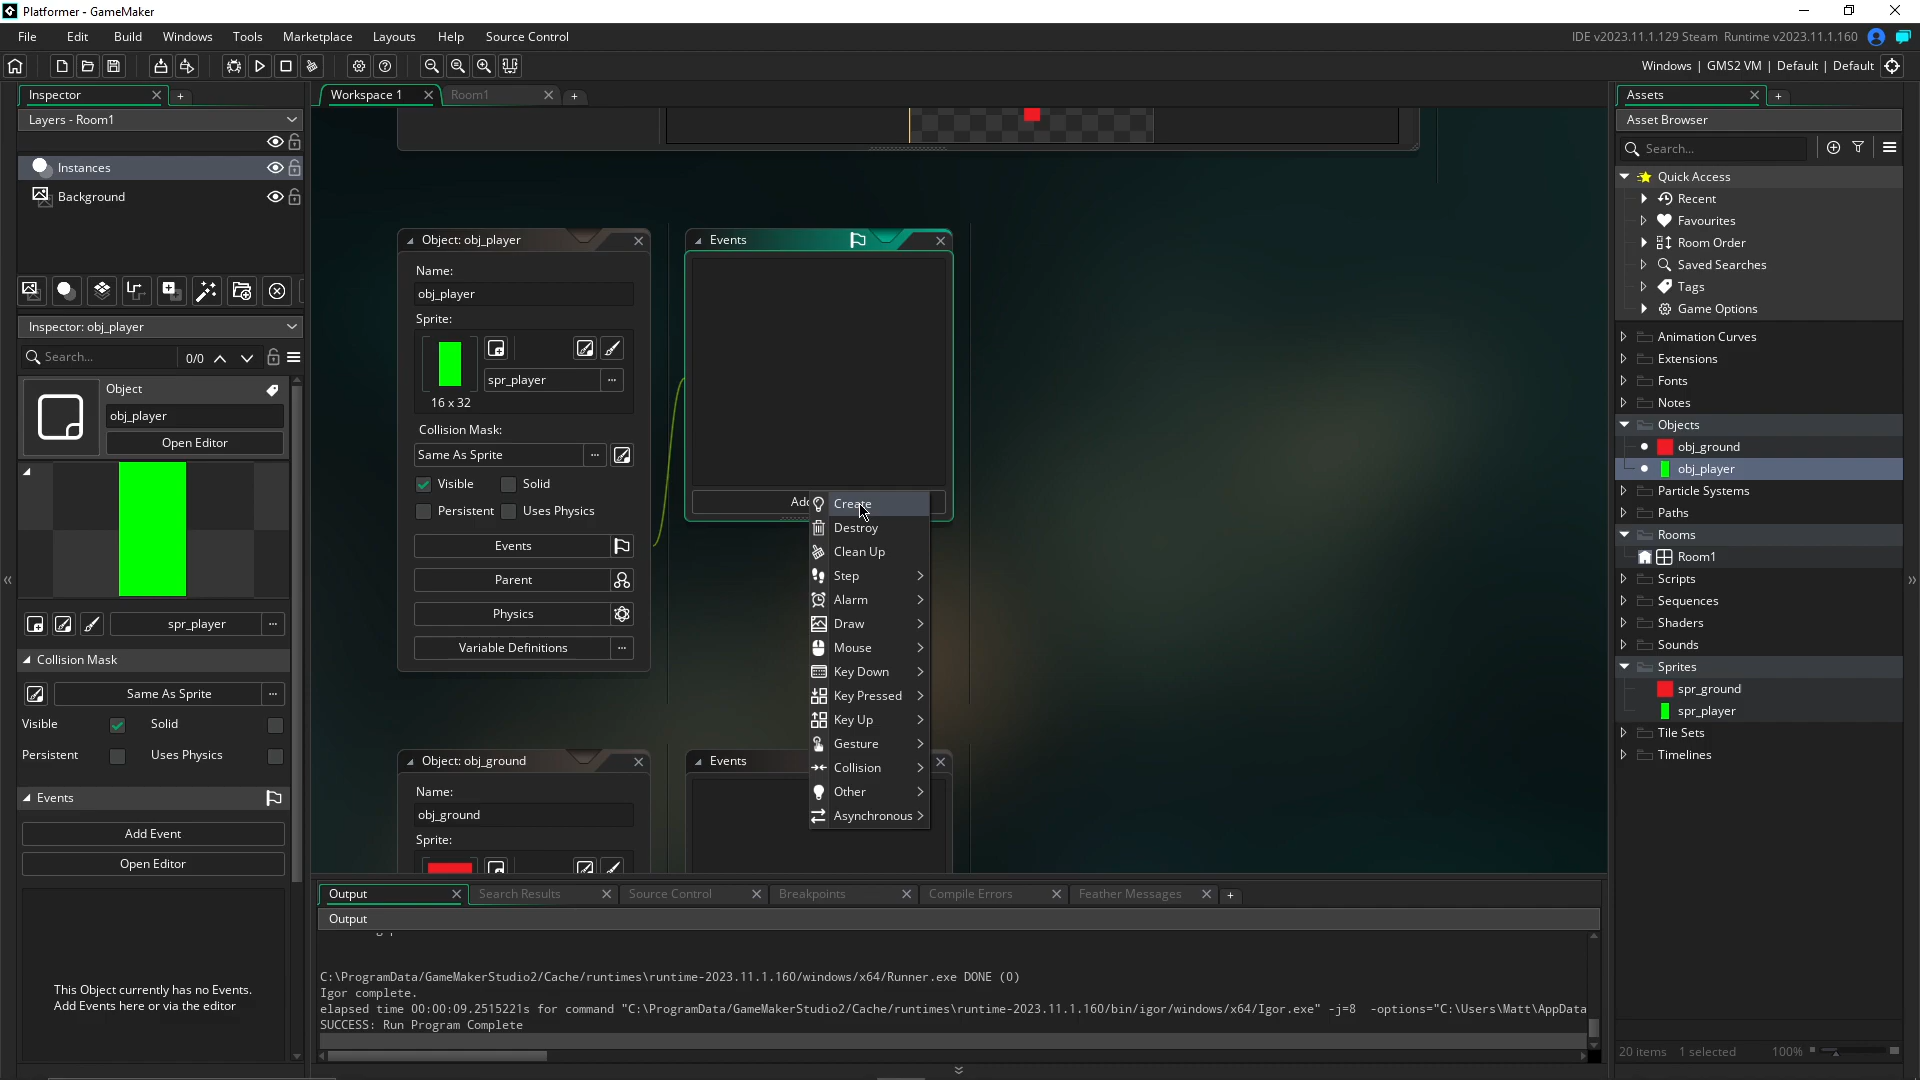 Platformer - GameMaker
File Edit Build Windows Tools Marketplace Layouts Help Source Control
IDE v2023.11.1.129 Steam Runtime v2023.11.1.160
Windows | GMS2 VM | Default | Default
Inspector
Layers - Room1
Instances
Background
Inspector: obj_player
Search...
0/0
Object
obj_player
Open Editor
spr_player
Collision Mask
Same As Sprite
Visible Solid
Persistent Uses Physics
Events
Add Event
Open Editor
This Object currently has no Events.
Add Events here or via the editor
Workspace 1
Room1
Object: obj_player
Name:
obj_player
Sprite:
spr_player
16 x 32
Collision Mask:
Same As Sprite
Visible Solid
Persistent Uses Physics
Events
Parent
Physics
Variable Definitions
Events
Create
Destroy
Clean Up
Step
Alarm
Draw
Mouse
Key Down
Key Pressed
Key Up
Gesture
Collision
Other
Asynchronous
Object: obj_ground
Name:
obj_ground
Sprite:
Events
Output
Search Results
Source Control
Breakpoints
Compile Errors
Feather Messages
Output
C:\ProgramData/GameMakerStudio2/Cache/runtimes\runtime-2023.11.1.160/windows/x64/Runner.exe DONE (0)
Igor complete.
elapsed time 00:00:09.2515221s for command "C:\ProgramData/GameMakerStudio2/Cache/runtimes\runtime-2023.11.1.160/bin/igor/windows/x64/Igor.exe" -j=8 -options="C:\Users\Matt\AppData
SUCCESS: Run Program Complete
Assets
Asset Browser
Search...
Quick Access
Recent
Favourites
Room Order
Saved Searches
Tags
Game Options
Animation Curves
Extensions
Fonts
Notes
Objects
obj_ground
obj_player
Particle Systems
Paths
Rooms
Room1
Scripts
Sequences
Shaders
Sounds
Sprites
spr_ground
spr_player
Tile Sets
Timelines
20 items 1 selected 100%